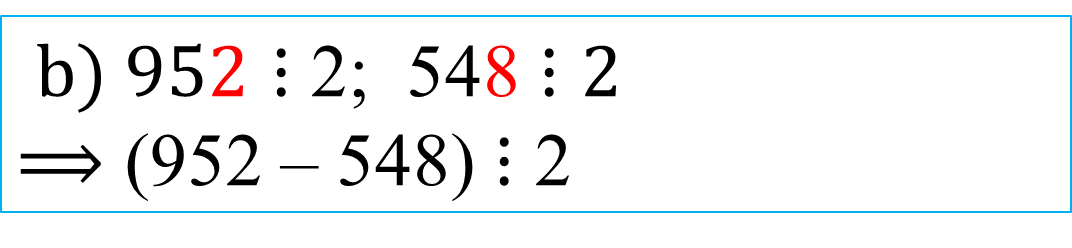 b) 952 ⋮ 2; 548 ⋮ 2
⟹ (952 – 548) ⋮ 2